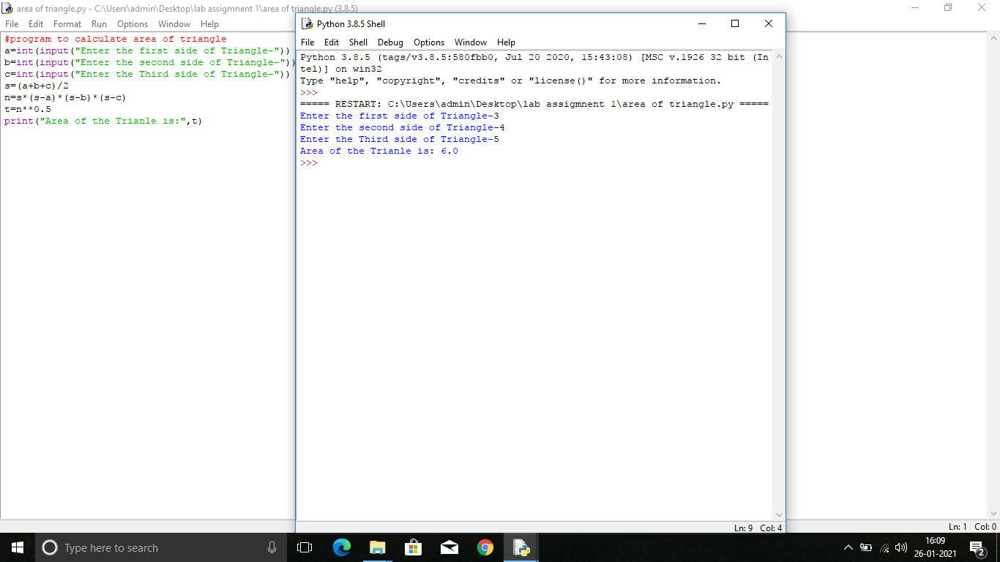 area of triangle.py - C:\Users\admin\Desktop\lab assigmnent 1\area of triangle.py (3.8.5)
File Edit Format Run Options Window Help
#program to calculate area of triangle
a=int(input("Enter the first side of Triangle-"))
b=int(input("Enter the second side of Triangle-"))
c=int(input("Enter the Third side of Triangle-"))
s=(a+b+c)/2
n=s*(s-a)*(s-b)*(s-c)
t=n**0.5
print("Area of the Trianle is:",t)
Python 3.8.5 Shell
File Edit Shell Debug Options Window Help
Python 3.8.5 (tags/v3.8.5:580fbb0, Jul 20 2020, 15:43:08) [MSC v.1926 32 bit (In
tel)] on win32
Type "help", "copyright", "credits" or "license()" for more information.
>>>
===== RESTART: C:\Users\admin\Desktop\lab assigmnent 1\area of triangle.py =====
Enter the first side of Triangle-3
Enter the second side of Triangle-4
Enter the Third side of Triangle-5
Area of the Trianle is: 6.0
>>>
Ln: 9 Col: 4
Ln: 1 Col: 0
Type here to search
16:09
26-01-2021
2